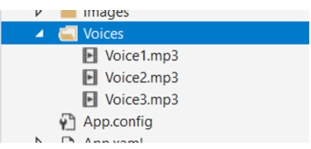 Images
Voices
Voice1.mp3
Voice2.mp3
Voice3.mp3
App.config
App.xaml